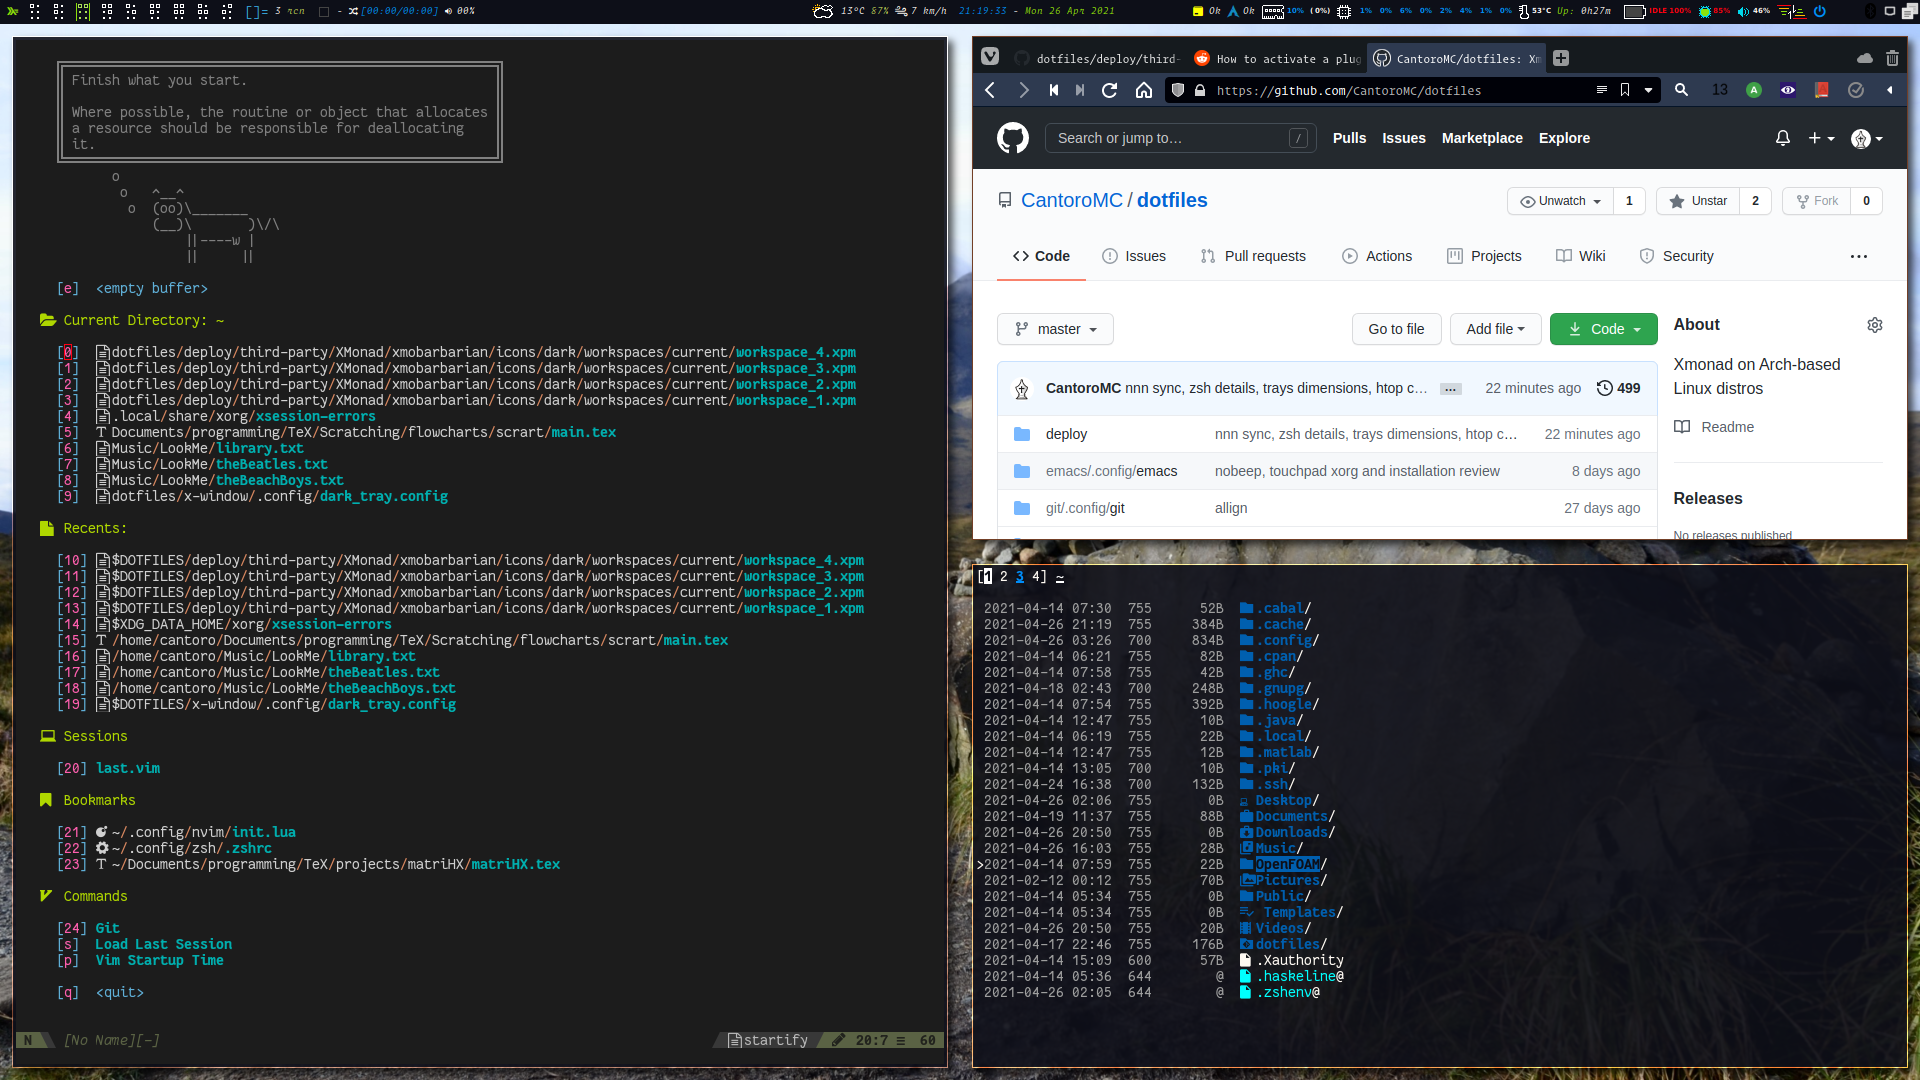 []= 3 rcn - [00:00/00:00] 00% 13°C 87% 7 km/h 21:19:33 - Mon 26 Apr 2021 Ok Ok 10% ( 0%) 1% 0% 6% 0% 2% 4% 1% 0% 53°C Up: 0h27m IDLE 100% 85% 46%
Finish what you start.
Where possible, the routine or object that allocates
a resource should be responsible for deallocating
it.
o
o ^__^
o (oo)\_______
(__)\ )\/\
||----w |
|| ||
[e] <empty buffer>
Current Directory: ~
[0] dotfiles/deploy/third-party/XMonad/xmobarbarian/icons/dark/workspaces/current/workspace_4.xpm
[1] dotfiles/deploy/third-party/XMonad/xmobarbarian/icons/dark/workspaces/current/workspace_3.xpm
[2] dotfiles/deploy/third-party/XMonad/xmobarbarian/icons/dark/workspaces/current/workspace_2.xpm
[3] dotfiles/deploy/third-party/XMonad/xmobarbarian/icons/dark/workspaces/current/workspace_1.xpm
[4] .local/share/xorg/xsession-errors
[5] Documents/programming/TeX/Scratching/flowcharts/scrart/main.tex
[6] Music/LookMe/library.txt
[7] Music/LookMe/theBeatles.txt
[8] Music/LookMe/theBeachBoys.txt
[9] dotfiles/x-window/.config/dark_tray.config
Recents:
[10] $DOTFILES/deploy/third-party/XMonad/xmobarbarian/icons/dark/workspaces/current/workspace_4.xpm
[11] $DOTFILES/deploy/third-party/XMonad/xmobarbarian/icons/dark/workspaces/current/workspace_3.xpm
[12] $DOTFILES/deploy/third-party/XMonad/xmobarbarian/icons/dark/workspaces/current/workspace_2.xpm
[13] $DOTFILES/deploy/third-party/XMonad/xmobarbarian/icons/dark/workspaces/current/workspace_1.xpm
[14] $XDG_DATA_HOME/xorg/xsession-errors
[15] /home/cantoro/Documents/programming/TeX/Scratching/flowcharts/scrart/main.tex
[16] /home/cantoro/Music/LookMe/library.txt
[17] /home/cantoro/Music/LookMe/theBeatles.txt
[18] /home/cantoro/Music/LookMe/theBeachBoys.txt
[19] $DOTFILES/x-window/.config/dark_tray.config
Sessions
[20] last.vim
Bookmarks
[21] ~/.config/nvim/init.lua
[22] ~/.config/zsh/.zshrc
[23] ~/Documents/programming/TeX/projects/matriHX/matriHX.tex
Commands
[24] Git
[s] Load Last Session
[p] Vim Startup Time
[q] <quit>
N [No Name][-] startify 20:7 ≡ 60
dotfiles/deploy/third- How to activate a plug CantoroMC/dotfiles: Xm
https://github.com/CantoroMC/dotfiles 13 A
Search or jump to... / Pulls Issues Marketplace Explore
CantoroMC / dotfiles Unwatch 1 Unstar 2 Fork 0
Code Issues Pull requests Actions Projects Wiki Security
master Go to file Add file Code About
Xmonad on Arch-based
Linux distros
CantoroMC nnn sync, zsh details, trays dimensions, htop c... 22 minutes ago 499
deploy nnn sync, zsh details, trays dimensions, htop c... 22 minutes ago Readme
emacs/.config/emacs nobeep, touchpad xorg and installation review 8 days ago
git/.config/git allign 27 days ago Releases
No releases published
[1 2 3 4] ~
2021-04-14 07:30 755 52B .cabal/
2021-04-26 21:19 755 384B .cache/
2021-04-26 03:26 700 834B .config/
2021-04-14 06:21 755 82B .cpan/
2021-04-14 07:58 755 42B .ghc/
2021-04-18 02:43 700 248B .gnupg/
2021-04-14 07:54 755 392B .hoogle/
2021-04-14 12:47 755 10B .java/
2021-04-14 06:19 755 22B .local/
2021-04-14 12:47 755 12B .matlab/
2021-04-14 13:05 700 10B .pki/
2021-04-24 16:38 700 132B .ssh/
2021-04-26 02:06 755 0B Desktop/
2021-04-19 11:37 755 88B Documents/
2021-04-26 20:50 755 0B Downloads/
2021-04-26 16:03 755 28B Music/
>2021-04-14 07:59 755 22B OpenFOAM/
2021-02-12 00:12 755 70B Pictures/
2021-04-14 05:34 755 0B Public/
2021-04-14 05:34 755 0B Templates/
2021-04-26 20:50 755 20B Videos/
2021-04-17 22:46 755 176B dotfiles/
2021-04-14 15:09 600 57B .Xauthority
2021-04-14 05:36 644 @ .haskeline@
2021-04-26 02:05 644 @ .zshenv@